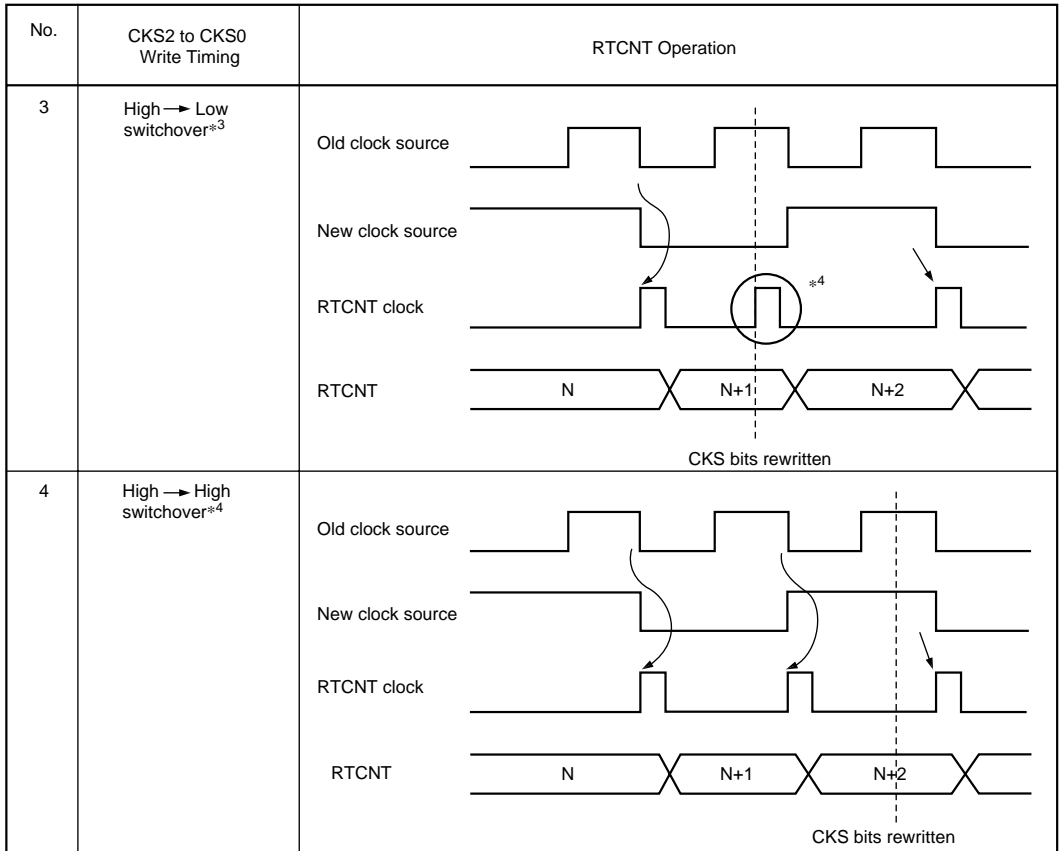 No.
CKS2 to CKS0
Write Timing
RTCNT Operation
3
High → Low
switchover*3
Old clock source
New clock source
RTCNT clock
*4
RTCNT
N
N+1
N+2
CKS bits rewritten
4
High → High
switchover*4
Old clock source
New clock source
RTCNT clock
RTCNT
N
N+1
N+2
CKS bits rewritten